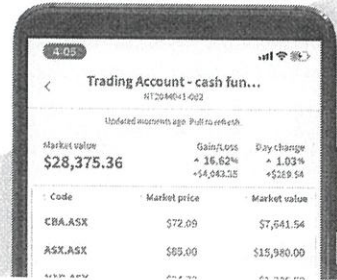 4:05
Trading Account - cash fun...
Updated moments ago. Pull to refresh.
Market value Gain/Loss Day change
$28,375.36 16.62% 1.03%
+$4,043.35 +$289.54
Code Market price Market value
CBA.ASX $72.09 $7,641.54
ASX.ASX $85.00 $15,980.00